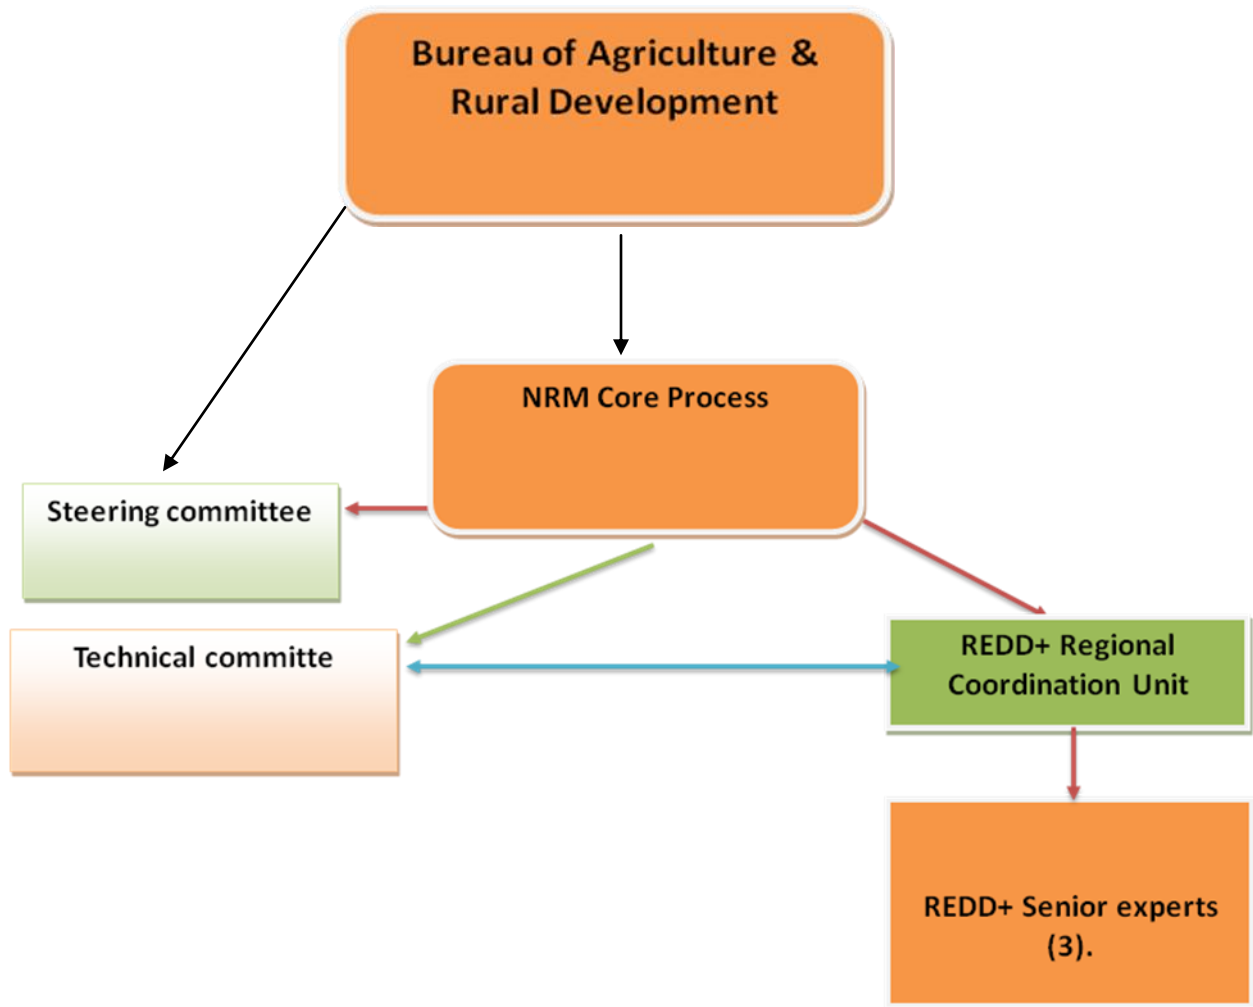 Bureau of Agriculture &
Rural Development
NRM Core Process
Steering committee
Technical committe
REDD+ Regional
Coordination Unit
REDD+ Senior experts
(3).